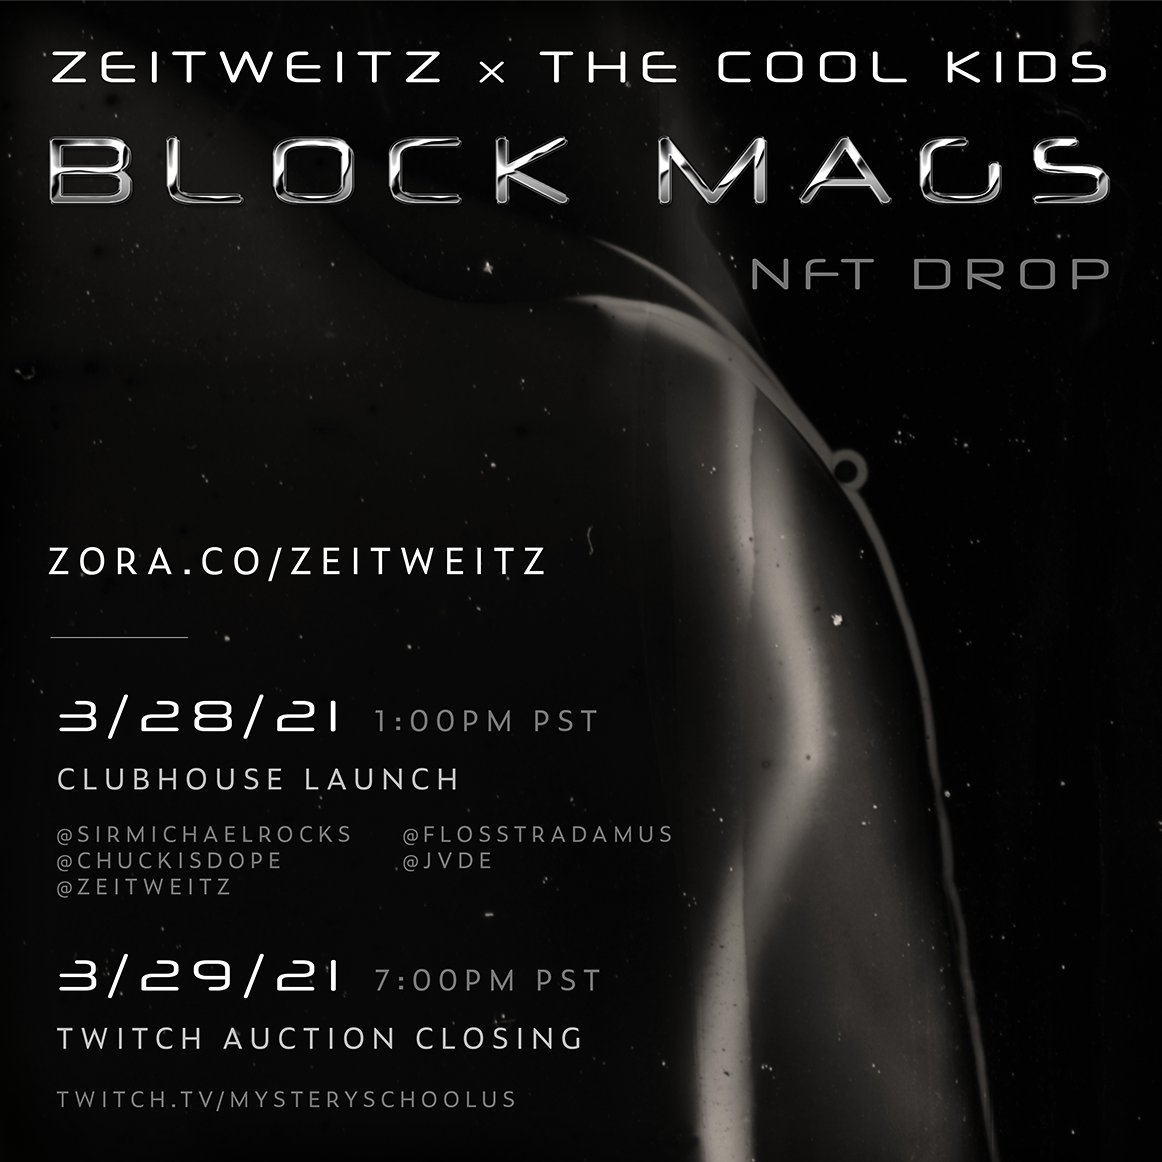 ZEITWEITZ x THE COOL KIDS
BLOCK MAGS
NFT DROP
ZORA.CO/ZEITWEITZ
3/28/21 1:00PM PST
CLUBHOUSE LAUNCH
@SIRMICHAELROCKS @FLOSSTRADAMUS
@CHUCKISDOPE @JVDE
@ZEITWEITZ
3/29/21 7:00PM PST
TWITCH AUCTION CLOSING
TWITCH.TV/MYSTERYSCHOOLUS